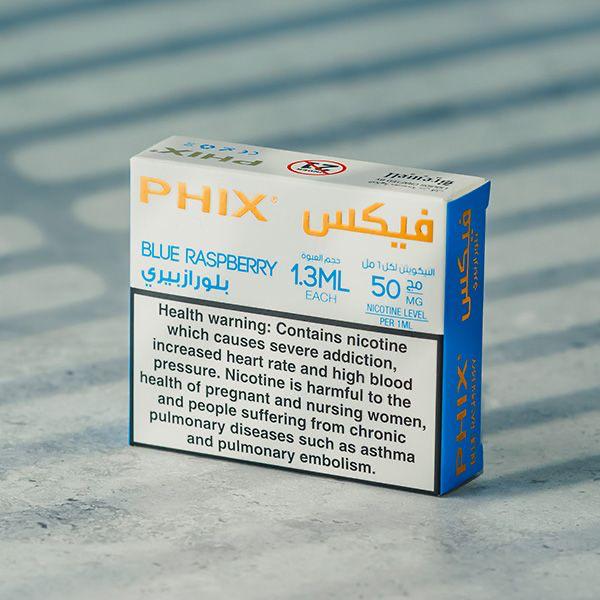 PHIX
PHIX® فيكس
BLUE RASPBERRY
بلورازبيري
حجم العبوة
1.3ML
EACH
النيكوتين لكل 1 مل
50 مج
MG
NICOTINE LEVEL
PER 1ML
Health warning: Contains nicotine
which causes severe addiction,
increased heart rate and high blood
pressure. Nicotine is harmful to the
health of pregnant and nursing women,
and people suffering from chronic
pulmonary diseases such as asthma
and pulmonary embolism.
فيكس
PHIX